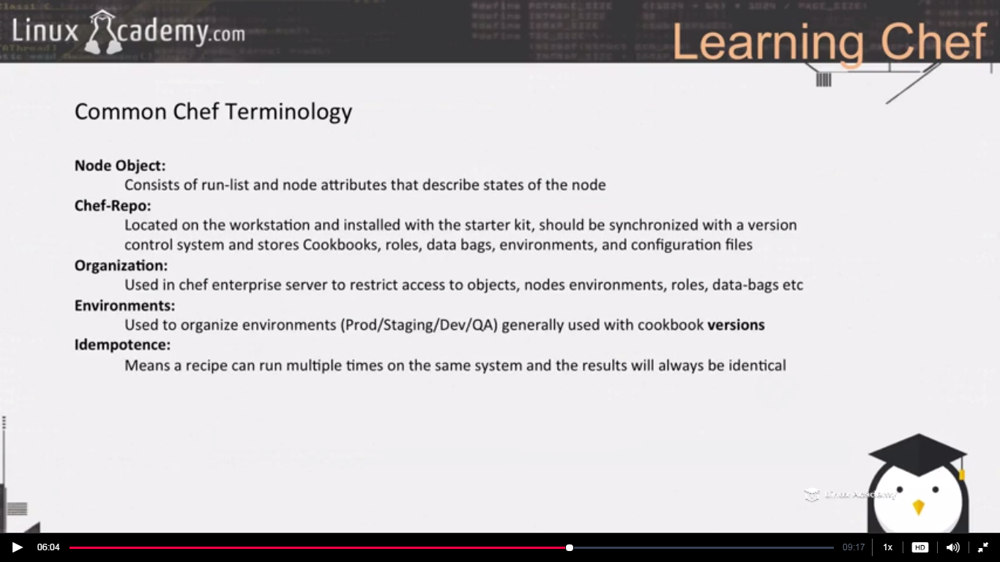 Linux Academy.com
Learning Chef
Common Chef Terminology
Node Object:
Consists of run-list and node attributes that describe states of the node
Chef-Repo:
Located on the workstation and installed with the starter kit, should be synchronized with a version
control system and stores Cookbooks, roles, data bags, environments, and configuration files
Organization:
Used in chef enterprise server to restrict access to objects, nodes environments, roles, data-bags etc
Environments:
Used to organize environments (Prod/Staging/Dev/QA) generally used with cookbook versions
Idempotence:
Means a recipe can run multiple times on the same system and the results will always be identical
Linux Academy
06:04
09:17
1x
HD